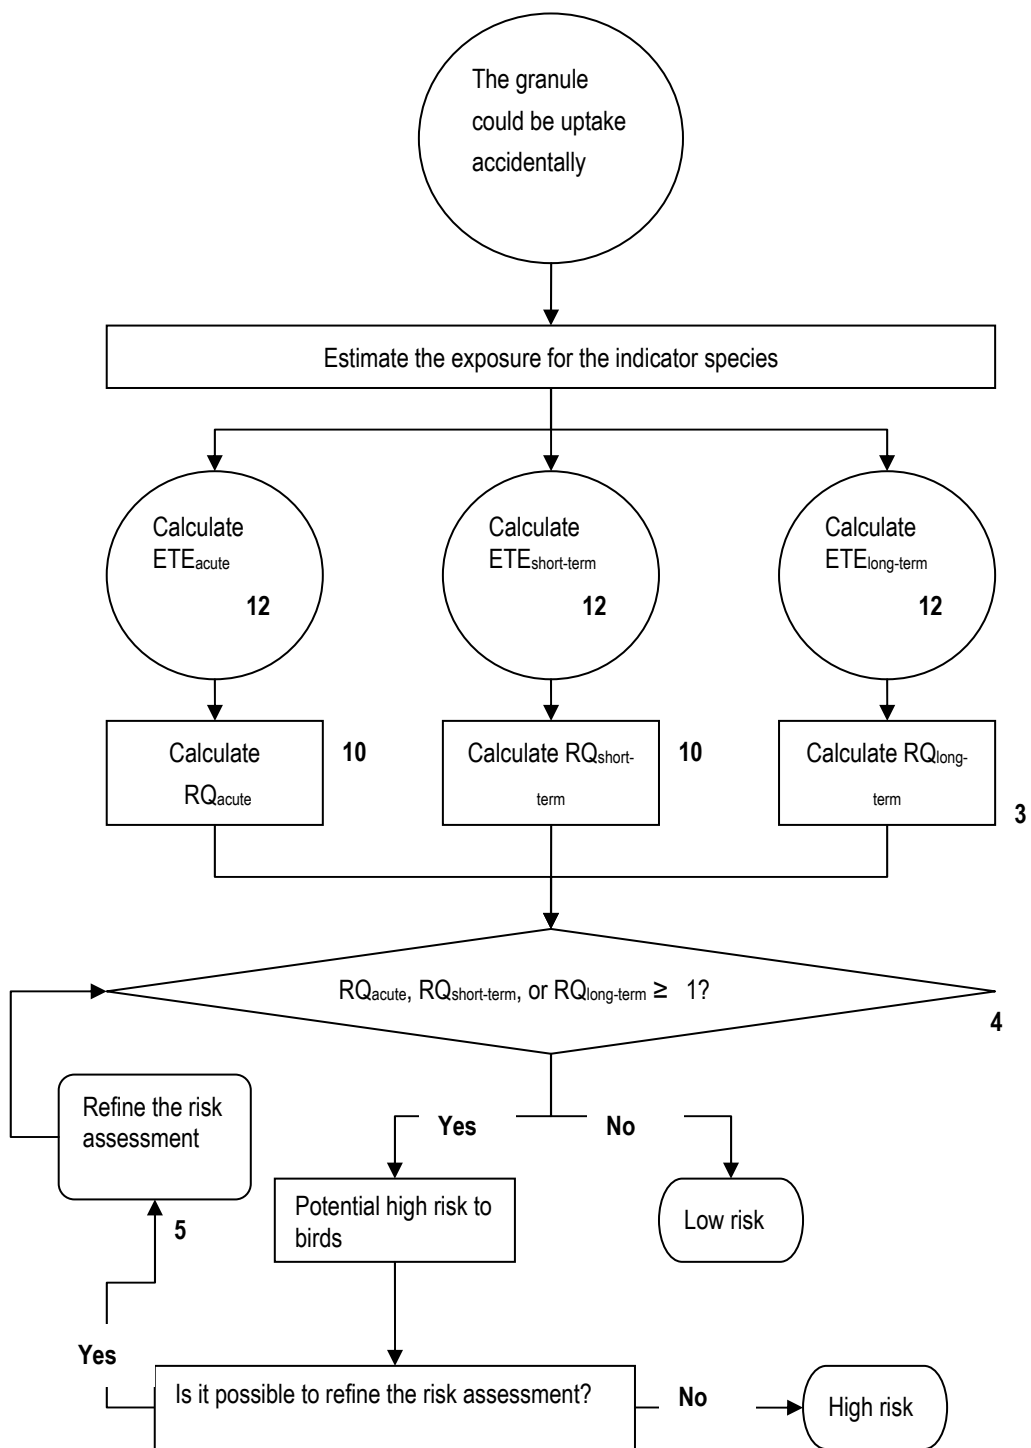 The granule
could be uptake
accidentally
Estimate the exposure for the indicator species
Calculate
ETEacute
12
Calculate
ETEshort-term
12
Calculate
ETElong-term
12
Calculate
RQacute
10
Calculate RQshort-
term
10
Calculate RQlong-
term
3
RQacute, RQshort-term, or RQlong-term ≥ 1?
4
Refine the risk
assessment
5
Yes
No
Potential high risk to
birds
Low risk
Yes
Is it possible to refine the risk assessment?
No
High risk